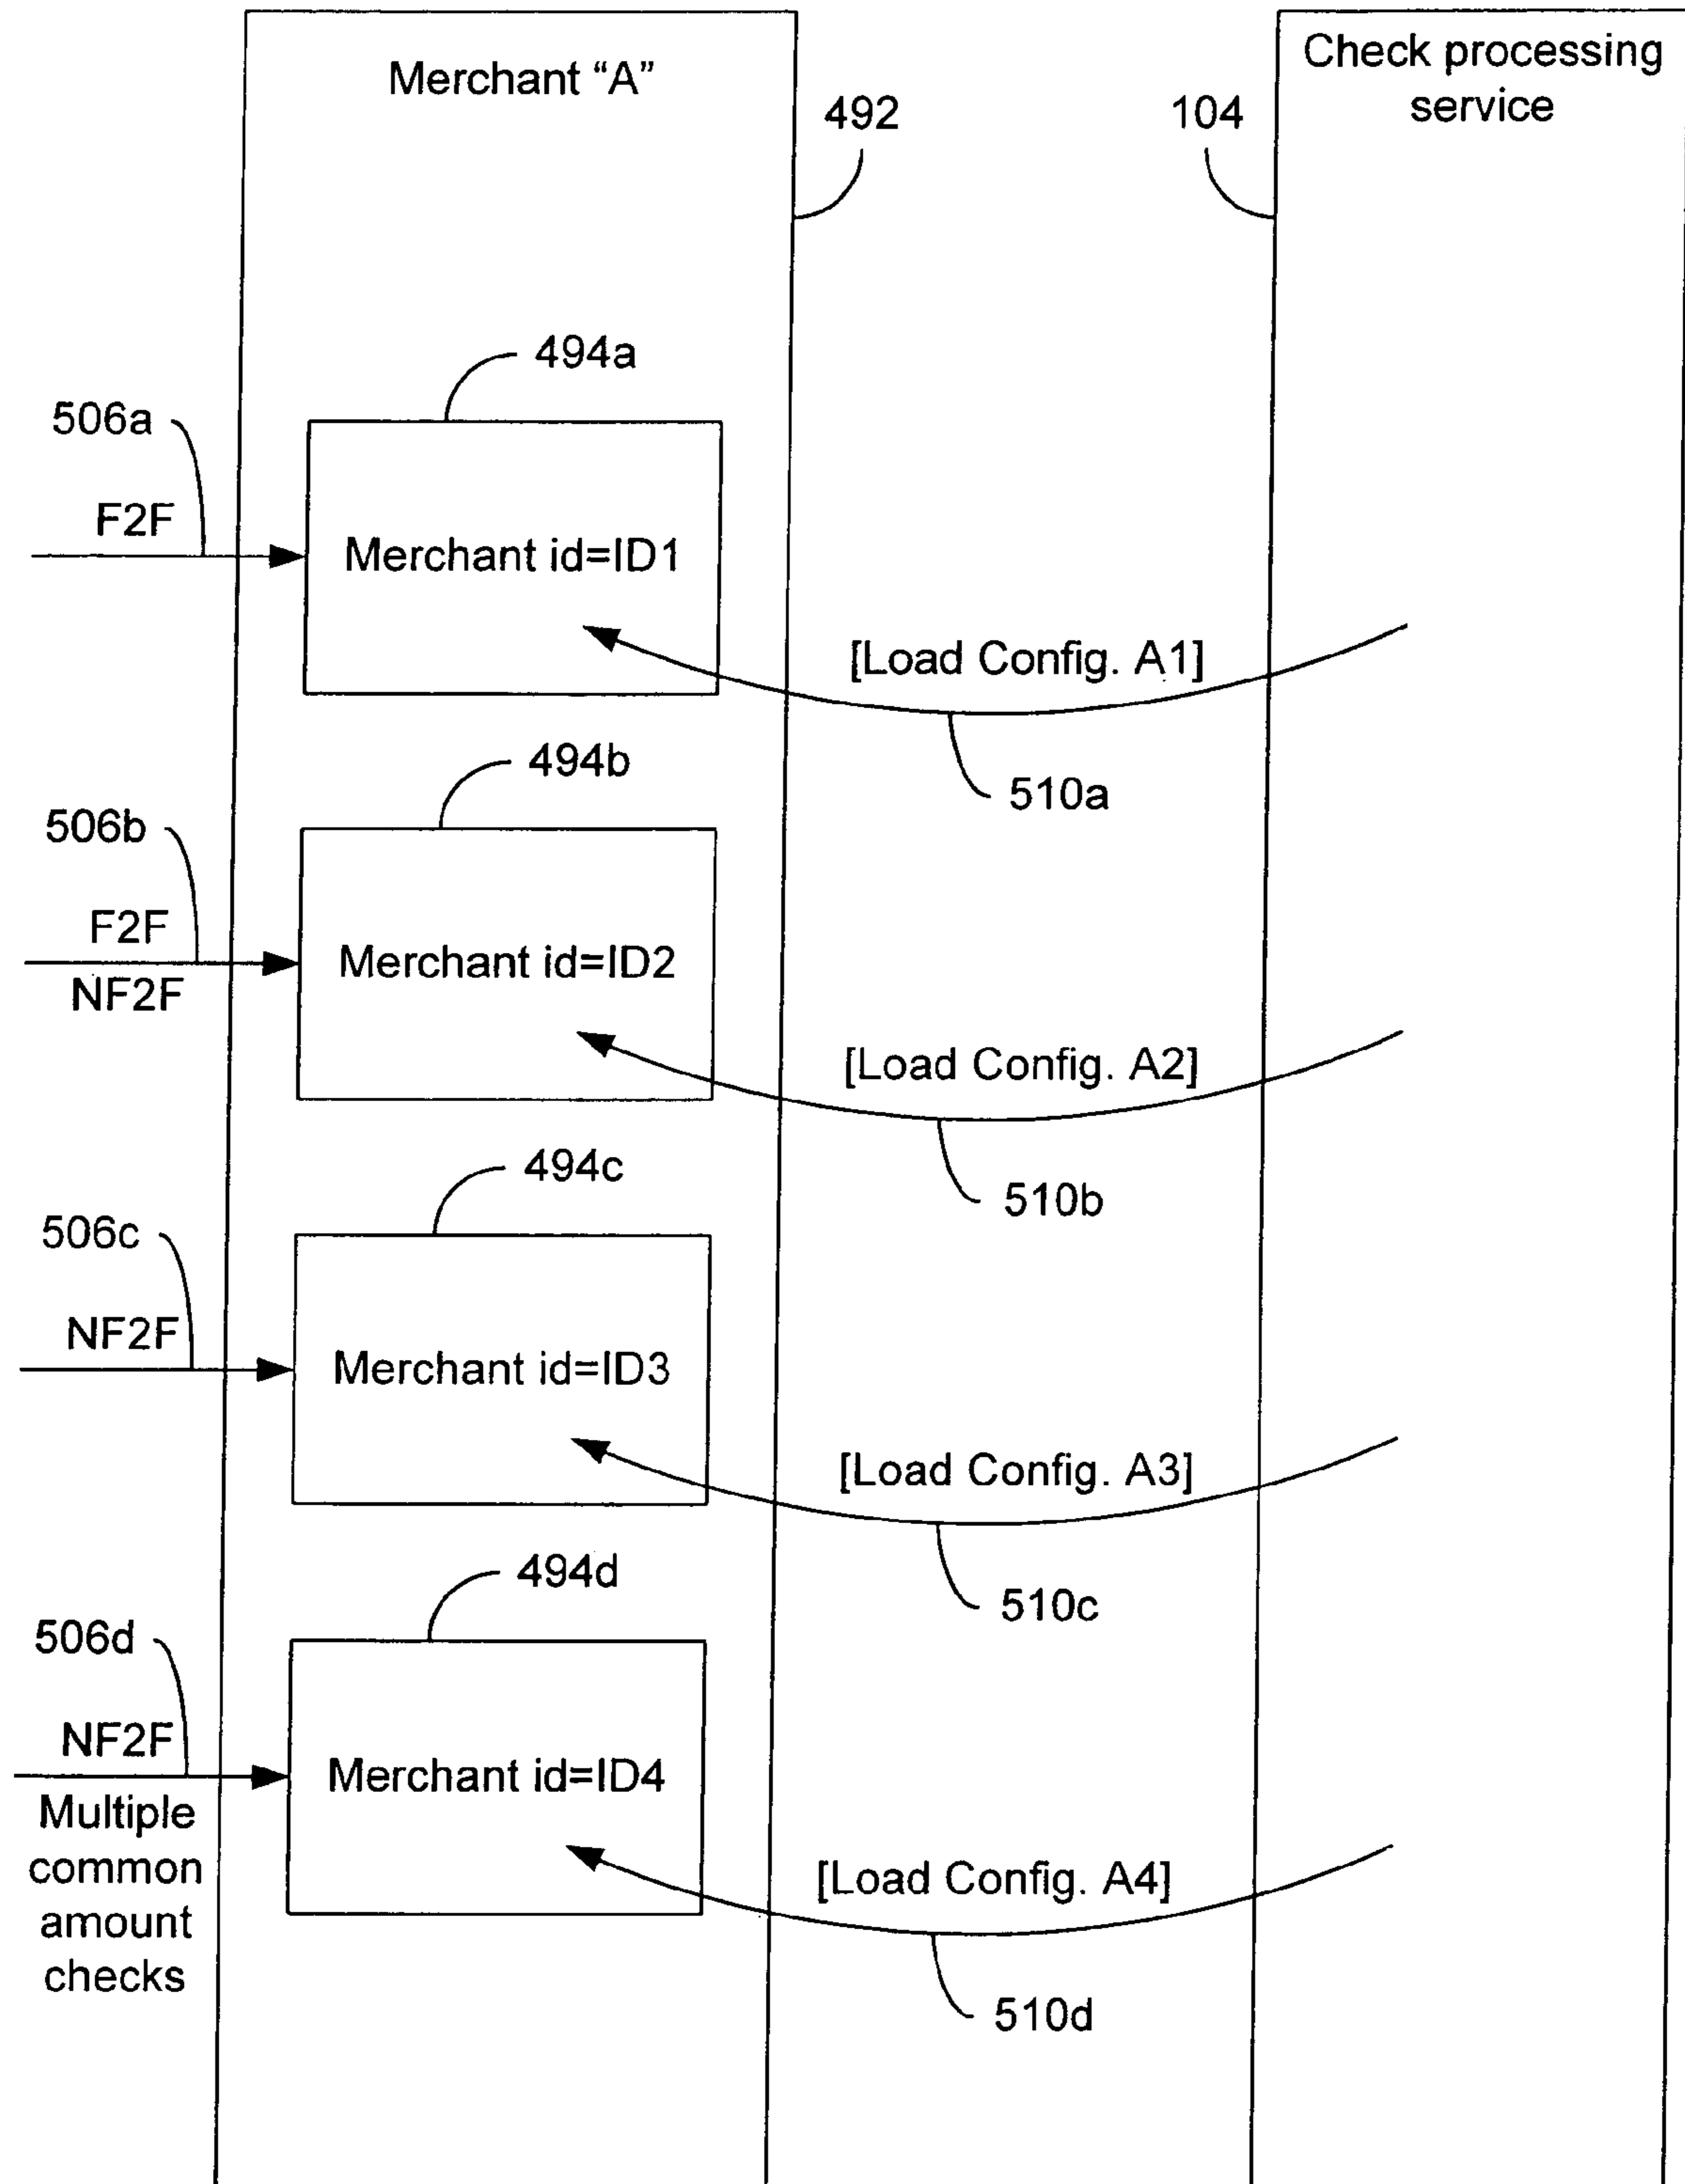 Merchant “A”
Check processing
service
492
104
494a
506a
F2F
Merchant id=ID1
[Load Config. A1]
510a
494b
506b
F2F
NF2F
Merchant id=ID2
[Load Config. A2]
510b
494c
506c
NF2F
Merchant id=ID3
[Load Config. A3]
510c
494d
506d
NF2F
Multiple
common
amount
checks
Merchant id=ID4
[Load Config. A4]
510d